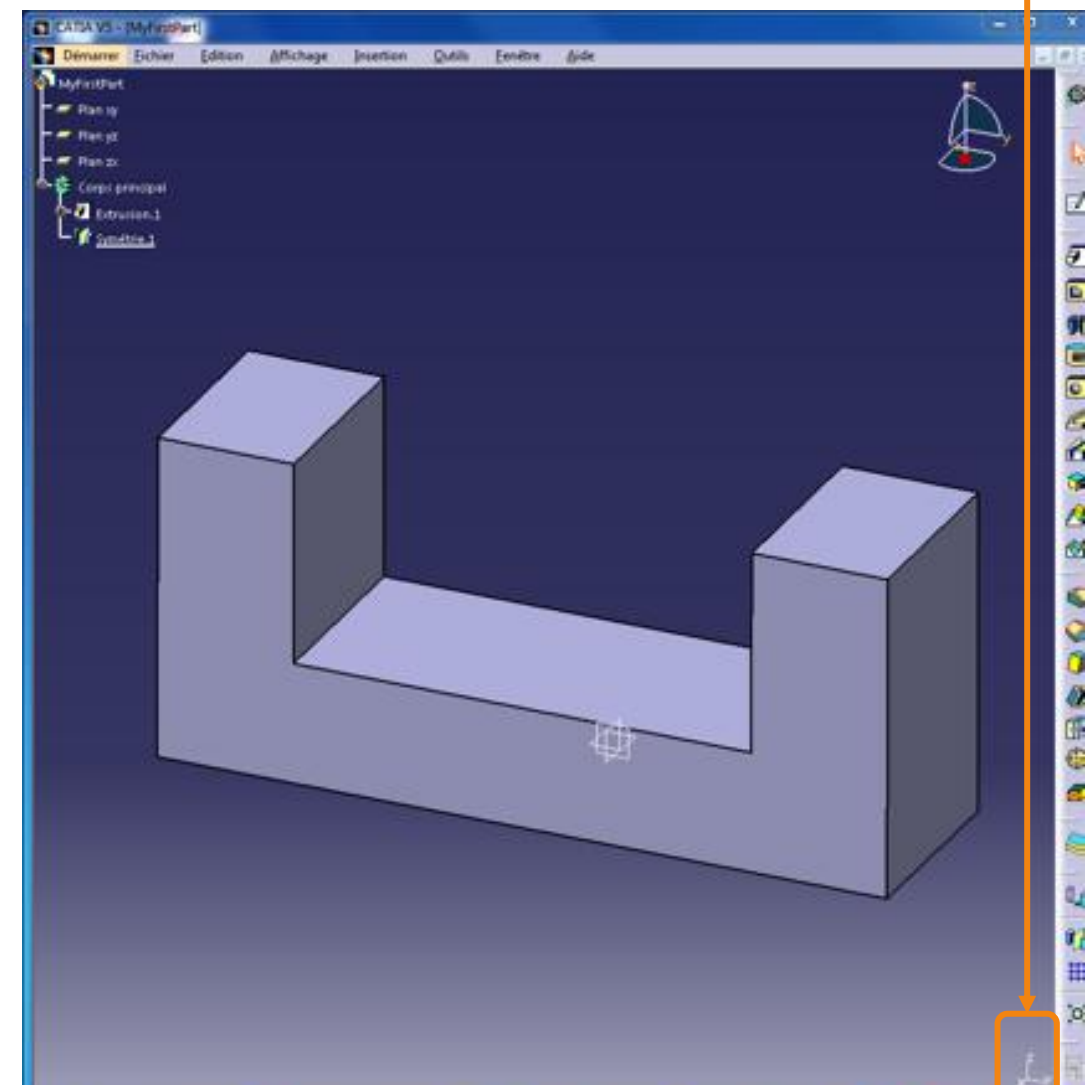 CATIA V5 - [MyFirstPart]
Démarrer Fichier Edition Affichage Insertion Outils Fenêtre Aide
MyFirstPart
Plan xy
Plan yz
Plan zx
Corps principal
Extrusion.1
Symétrie.1